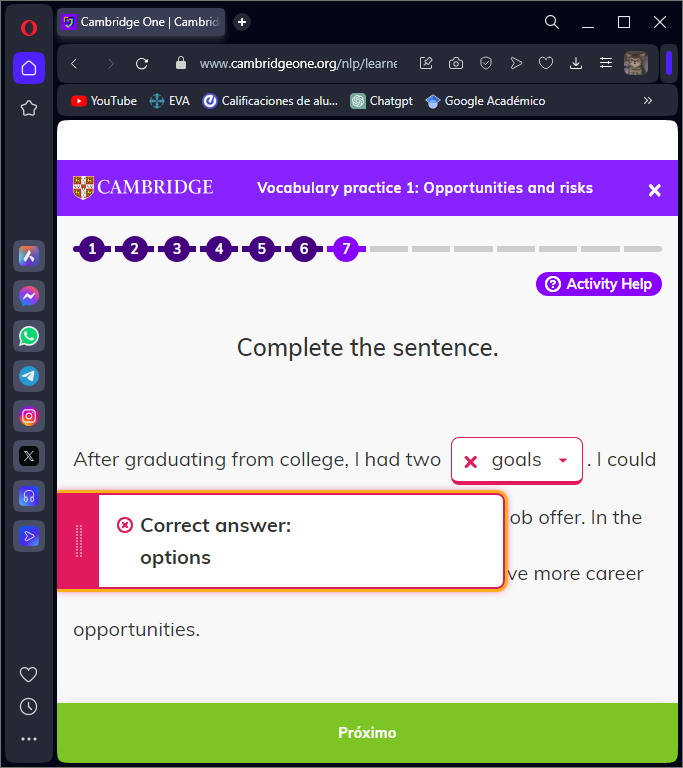 Cambridge One | Cambrid
www.cambridgeone.org/nlp/learne
YouTube EVA Calificaciones de alu... Chatgpt Google Académico
CAMBRIDGE Vocabulary practice 1: Opportunities and risks
1 2 3 4 5 6 7
Activity Help
Complete the sentence.
After graduating from college, I had two goals . I could
ob offer. In the
Correct answer:
options
ve more career
opportunities.
Próximo